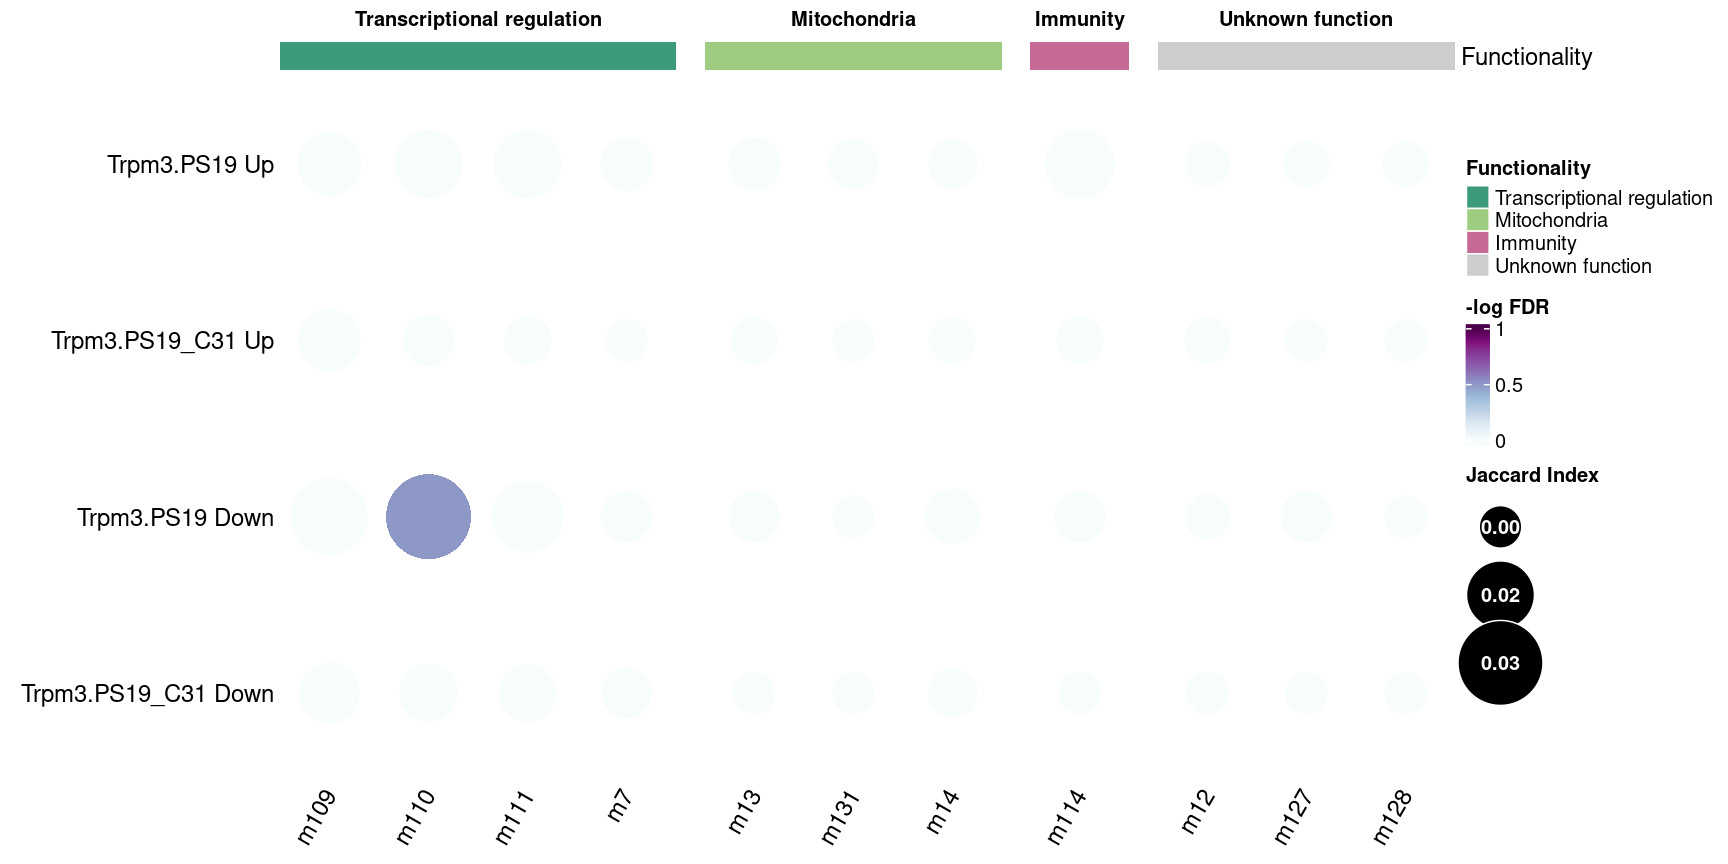 Transcriptional regulation
Mitochondria
Immunity
Unknown function
Functionality
Trpm3.PS19 Up
Trpm3.PS19_C31 Up
Trpm3.PS19 Down
Trpm3.PS19_C31 Down
m109
m110
m111
m7
m13
m131
m14
m114
m12
m127
m128
Functionality
Transcriptional regulation
Mitochondria
Immunity
Unknown function
-log FDR
1
0.5
0
Jaccard Index
0.00
0.02
0.03